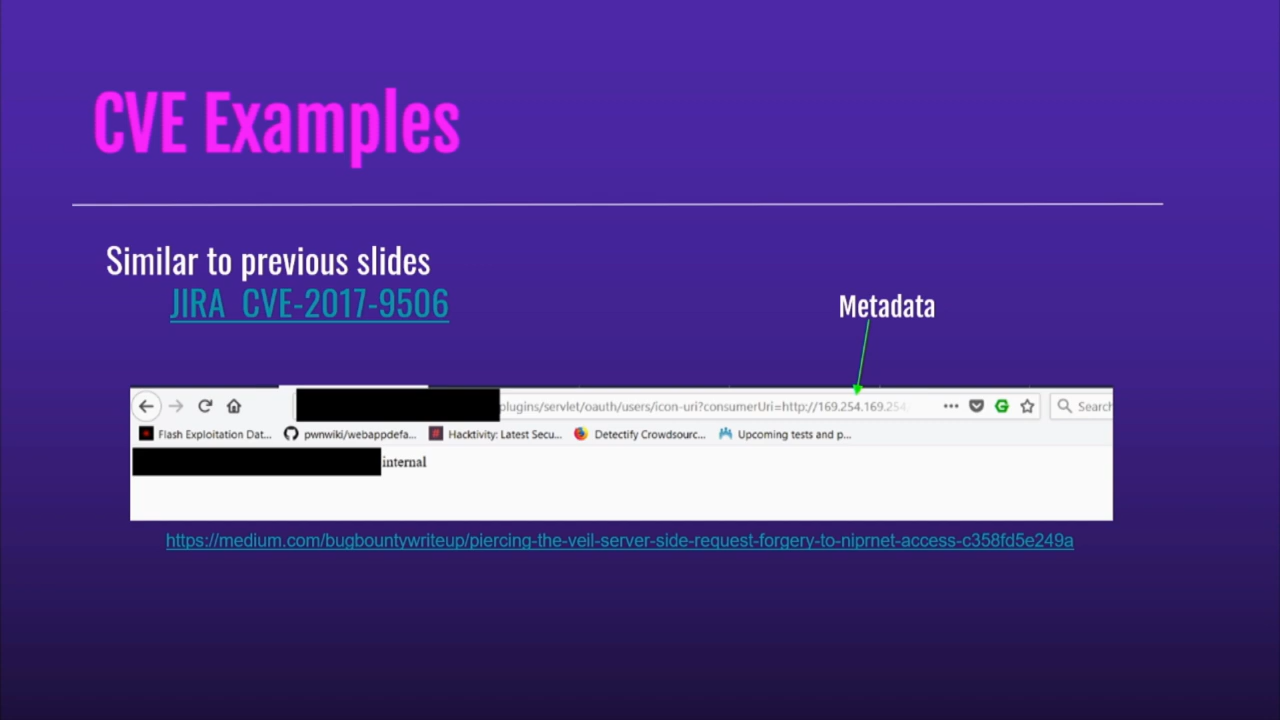 CVE Examples
Similar to previous slides
JIRA CVE-2017-9506
Metadata
plugins/servlet/oauth/users/icon-uri?consumerUri=http://169.254.169.254
Search
Flash Exploitation Dat...
pwnwiki/webappdefa...
Hacktivity: Latest Secu...
Detectify Crowdsourc...
Upcoming tests and p...
internal
https://medium.com/bugbountywriteup/piercing-the-veil-server-side-request-forgery-to-niprnet-access-c358fd5e249a